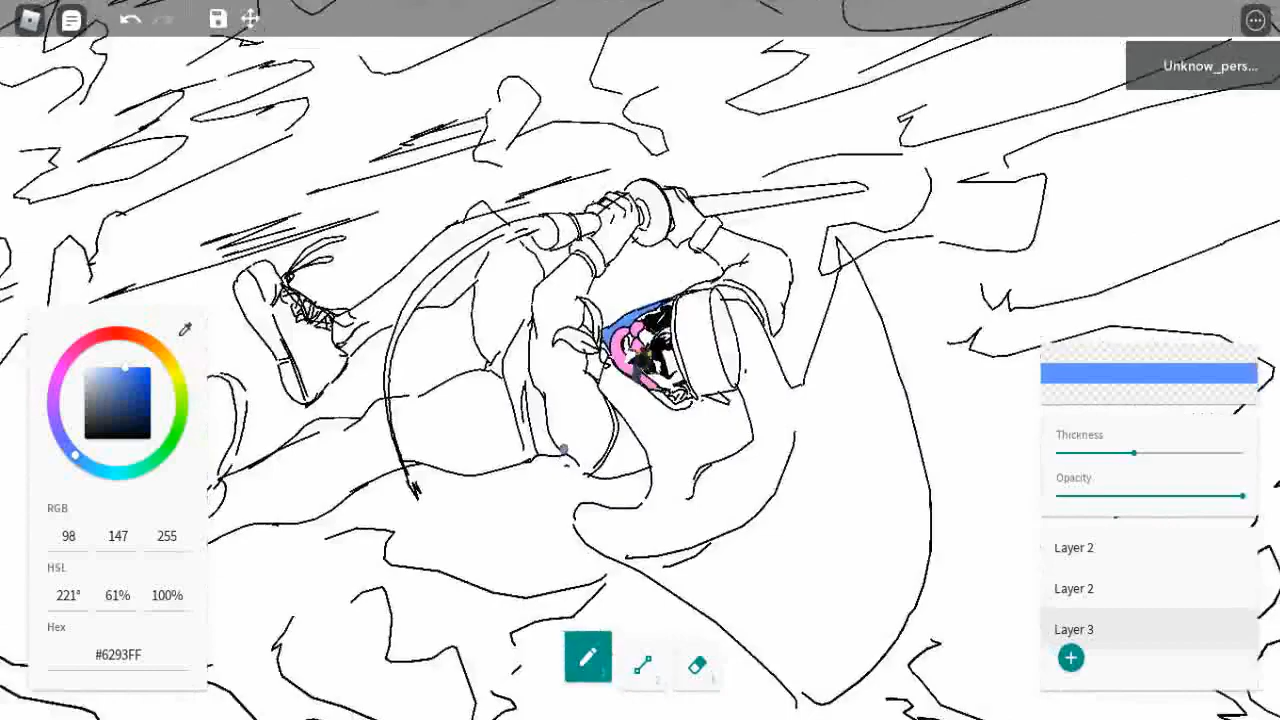 Unknow_pers...
RGB
98 147 255
HSL
221° 61% 100%
Hex
#6293FF
Thickness
Opacity
Layer 2
Layer 2
Layer 3